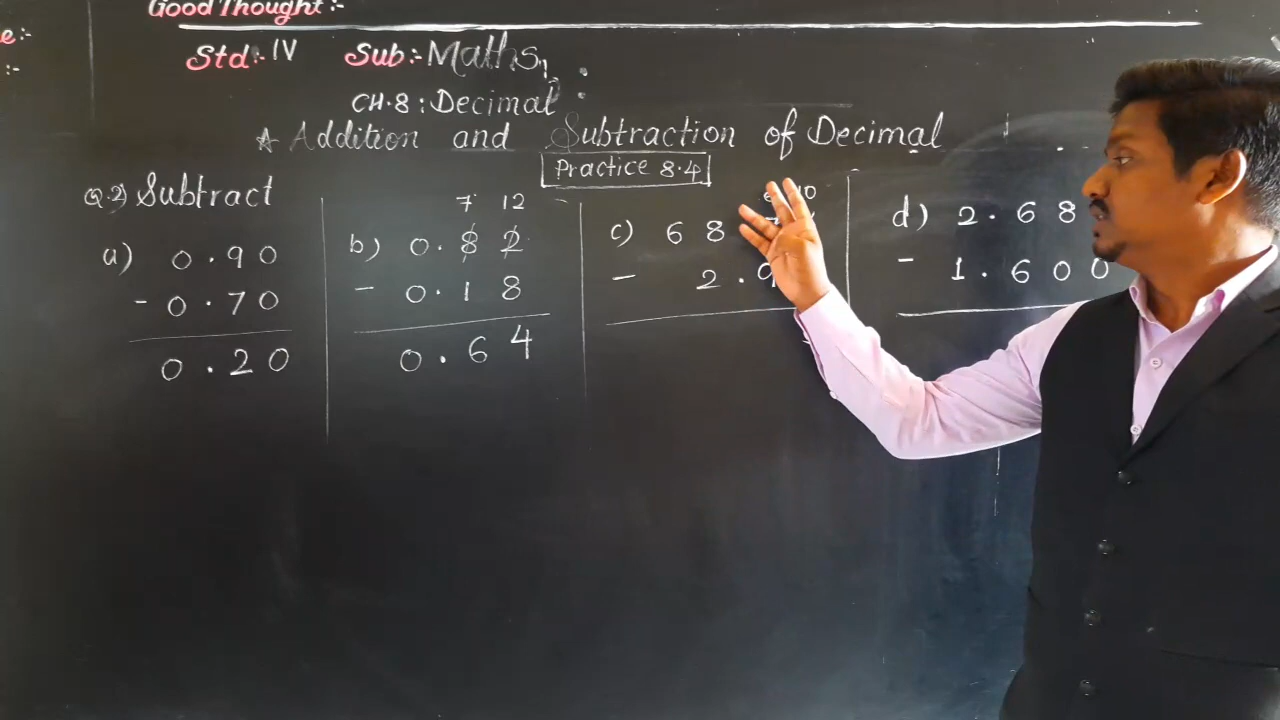 Good Thought :-
e:-
:-
Std:- IV Sub:- Maths
CH.8 : Decimal
* Addition and Subtraction of Decimal
Practice 8.4
Q.2) Subtract
a) 0.90
- 0.70
0.20
7 12
b) 0.82
- 0.18
0.64
10
c) 68
- 2.9
d) 2.68
- 1.600